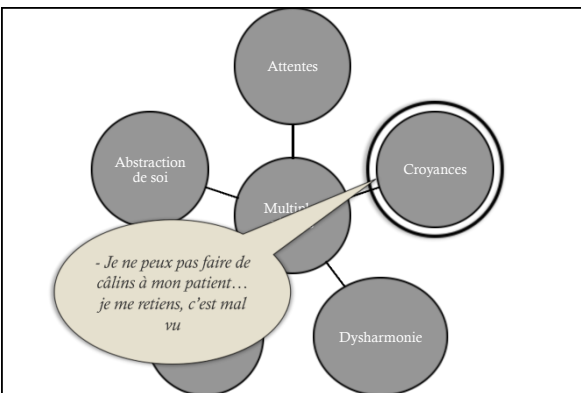 Attentes
Abstraction
de soi
Croyances
- Je ne peux pas faire de
câlins à mon patient…
je me retiens, c’est mal
vu
Dysharmonie